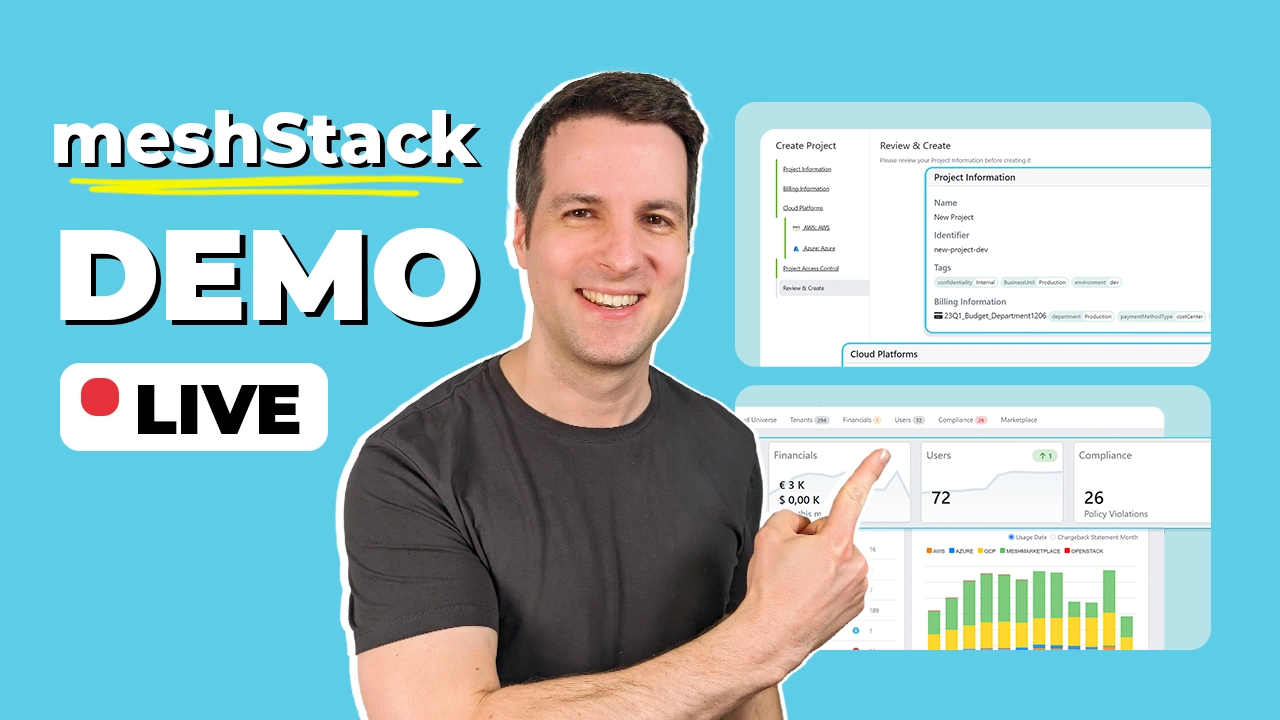 meshStack
DEMO
LIVE
Create Project
Project Information
Billing Information
Cloud Platforms
AWS: AWS
Azure: Azure
Project Access Control
Review & Create
Review & Create
Please review your Project Information before creating it
Project Information
Name
New Project
Identifier
new-project-dev
Tags
confidentiality Internal BusinessUnit Production environment dev
Billing Information
23Q1_Budget_Department1206 department Production paymentMethodType costCenter
Cloud Platforms
Universe Tenants 254 Financials 1 Users 72 Compliance 26 Marketplace
Financials
€ 3 K
$ 0,00 K
this m
Users
↑ 1
72
Compliance
26
Policy Violations
16
/
189
1
Usage Date Chargeback Statement Month
AWS AZURE GCP MESHMARKETPLACE OPENSTACK